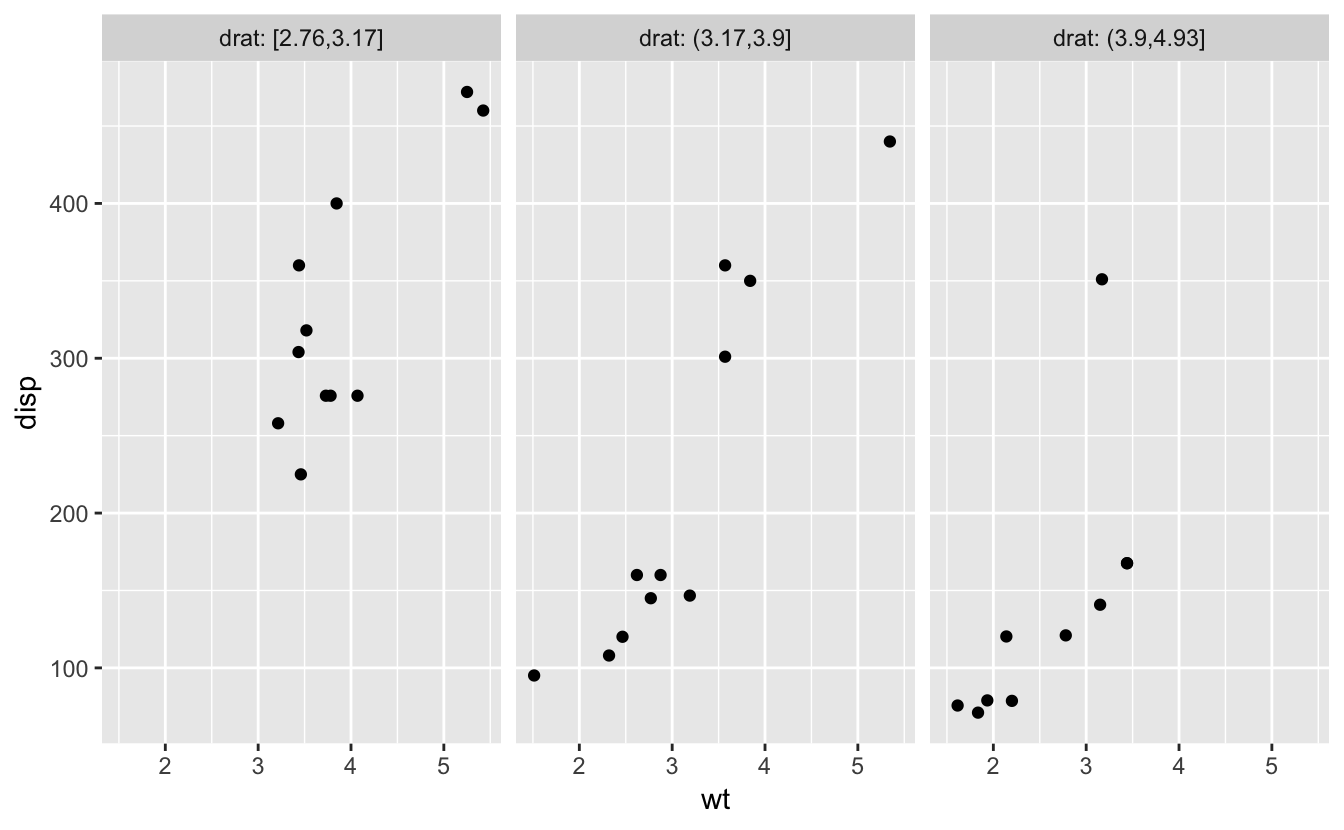 drat: [2.76,3.17]
drat: (3.17,3.9]
drat: (3.9,4.93]
disp
400
300
200
100
2 3 4 5
2 3 4 5
2 3 4 5
wt